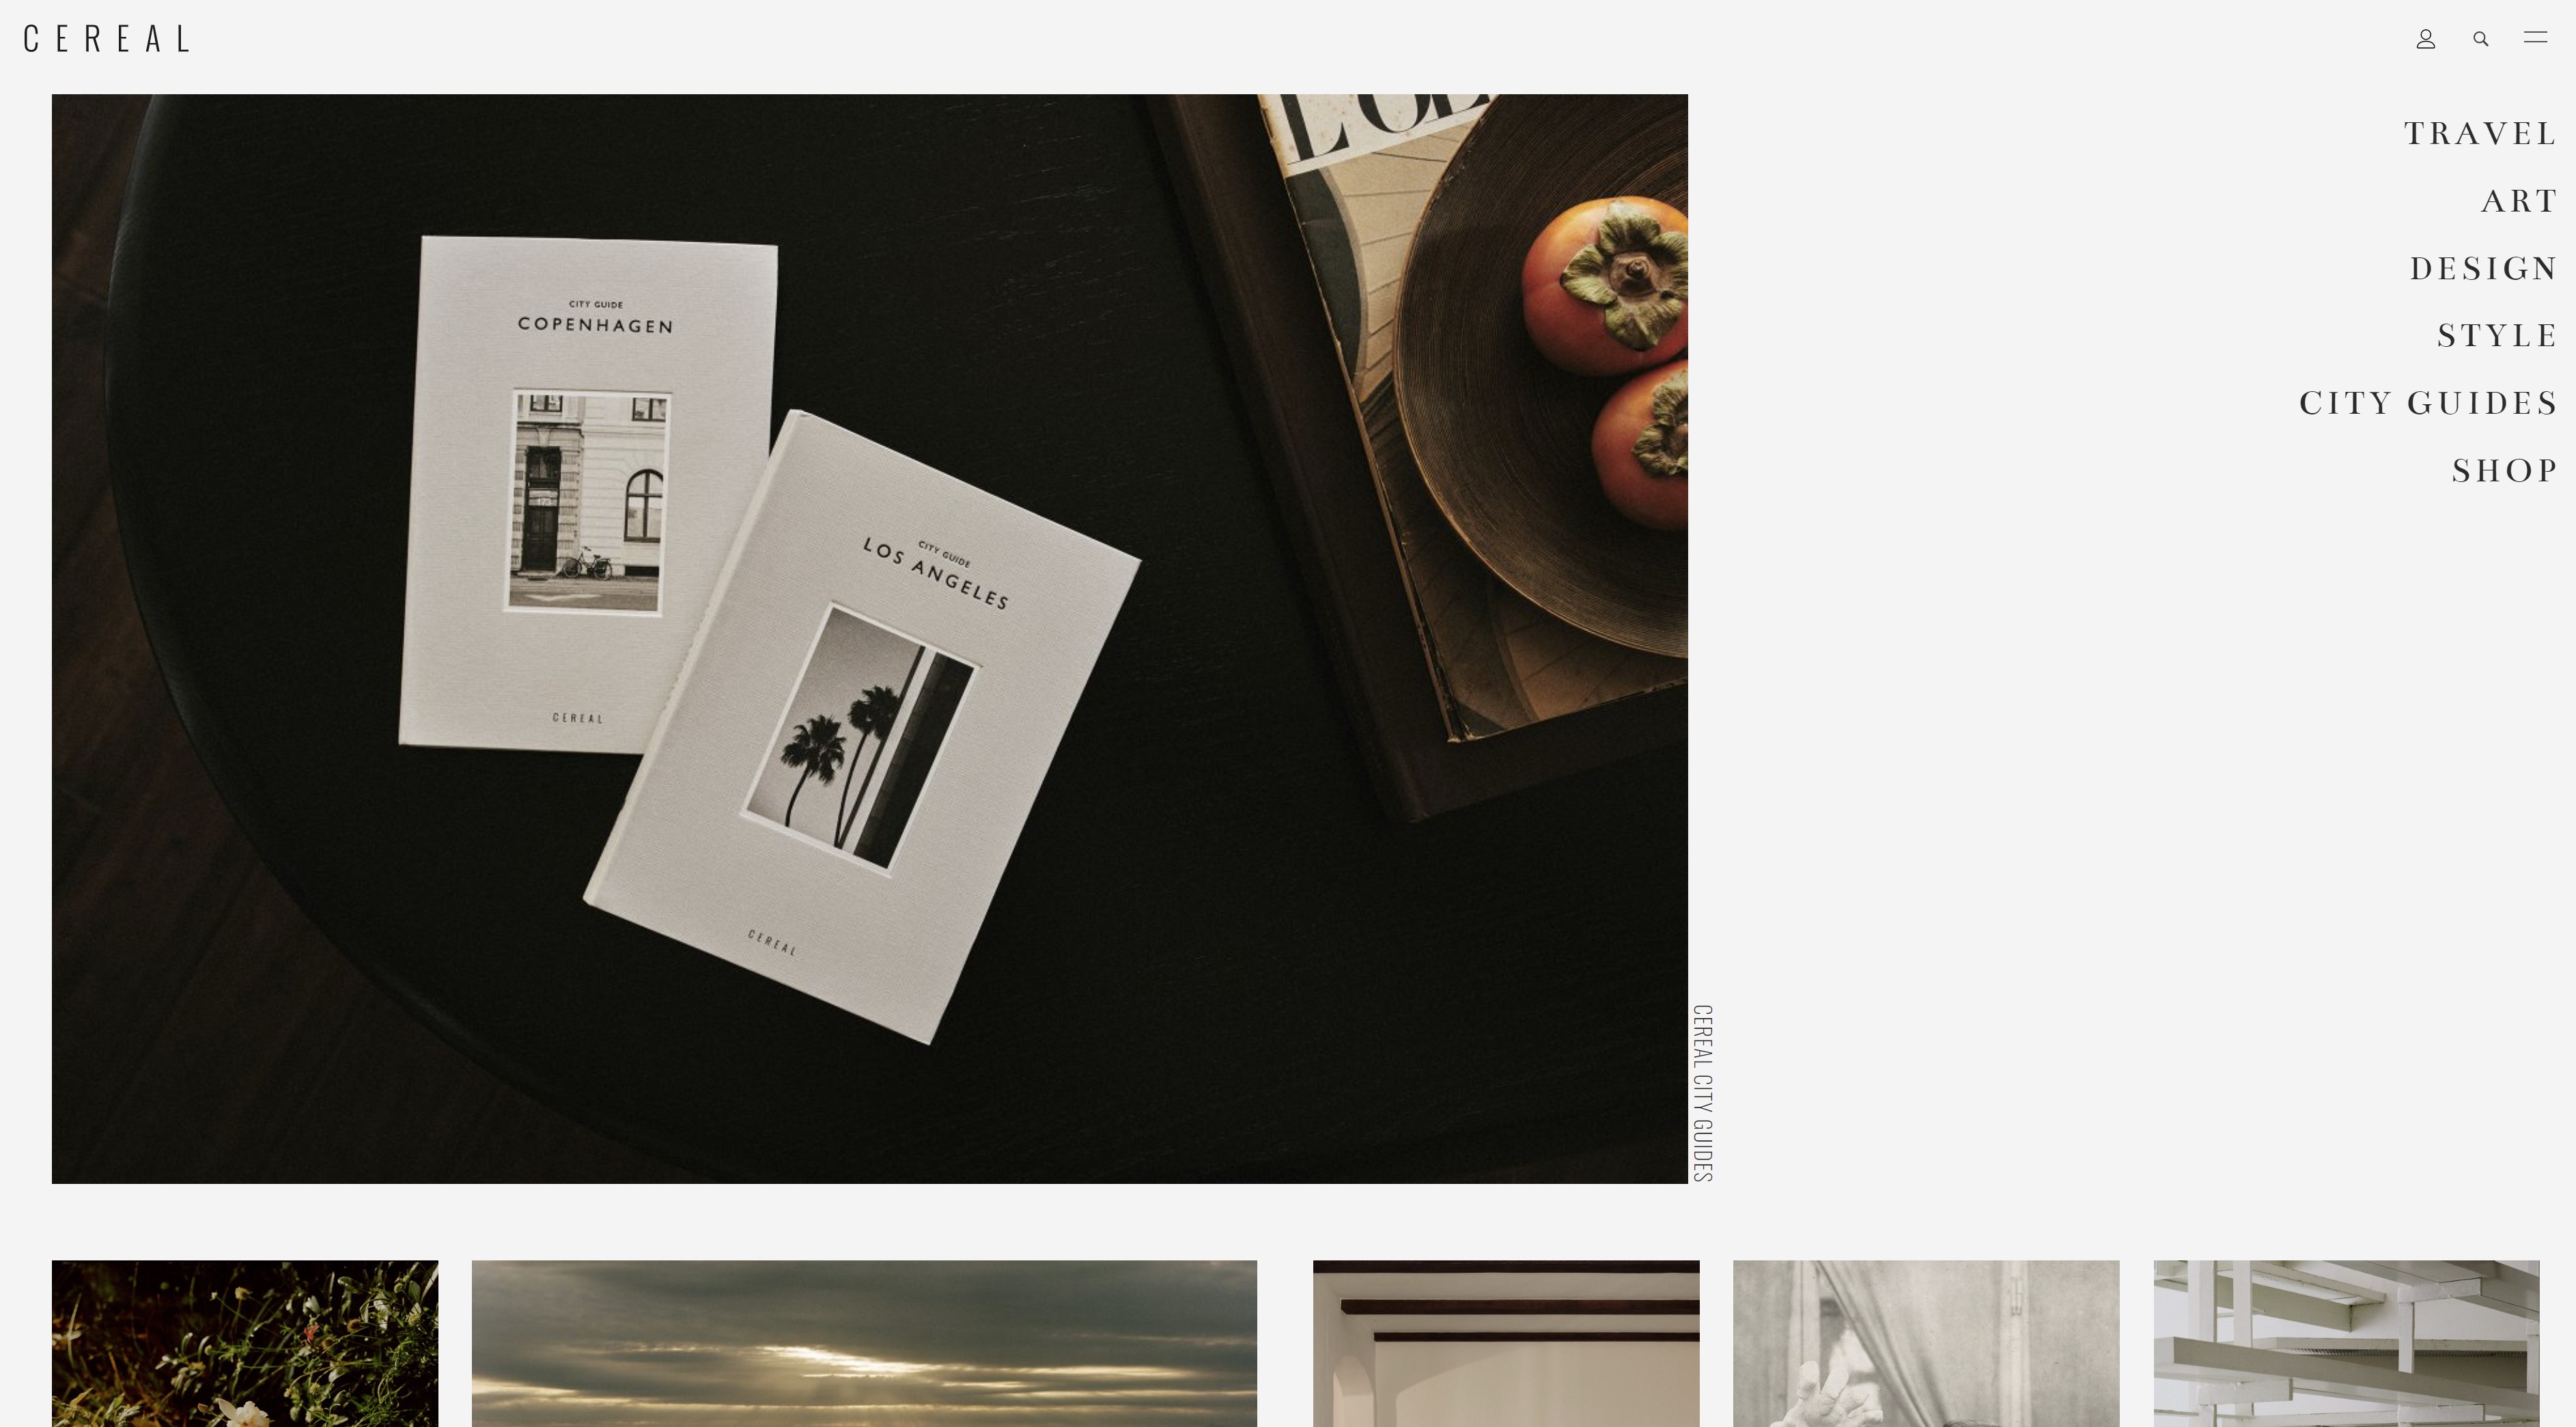 CEREAL
TRAVEL
ART
DESIGN
STYLE
CITY GUIDES
SHOP
CITY GUIDE
COPENHAGEN
CEREAL
CITY GUIDE
LOS ANGELES
CEREAL
CEREAL CITY GUIDES